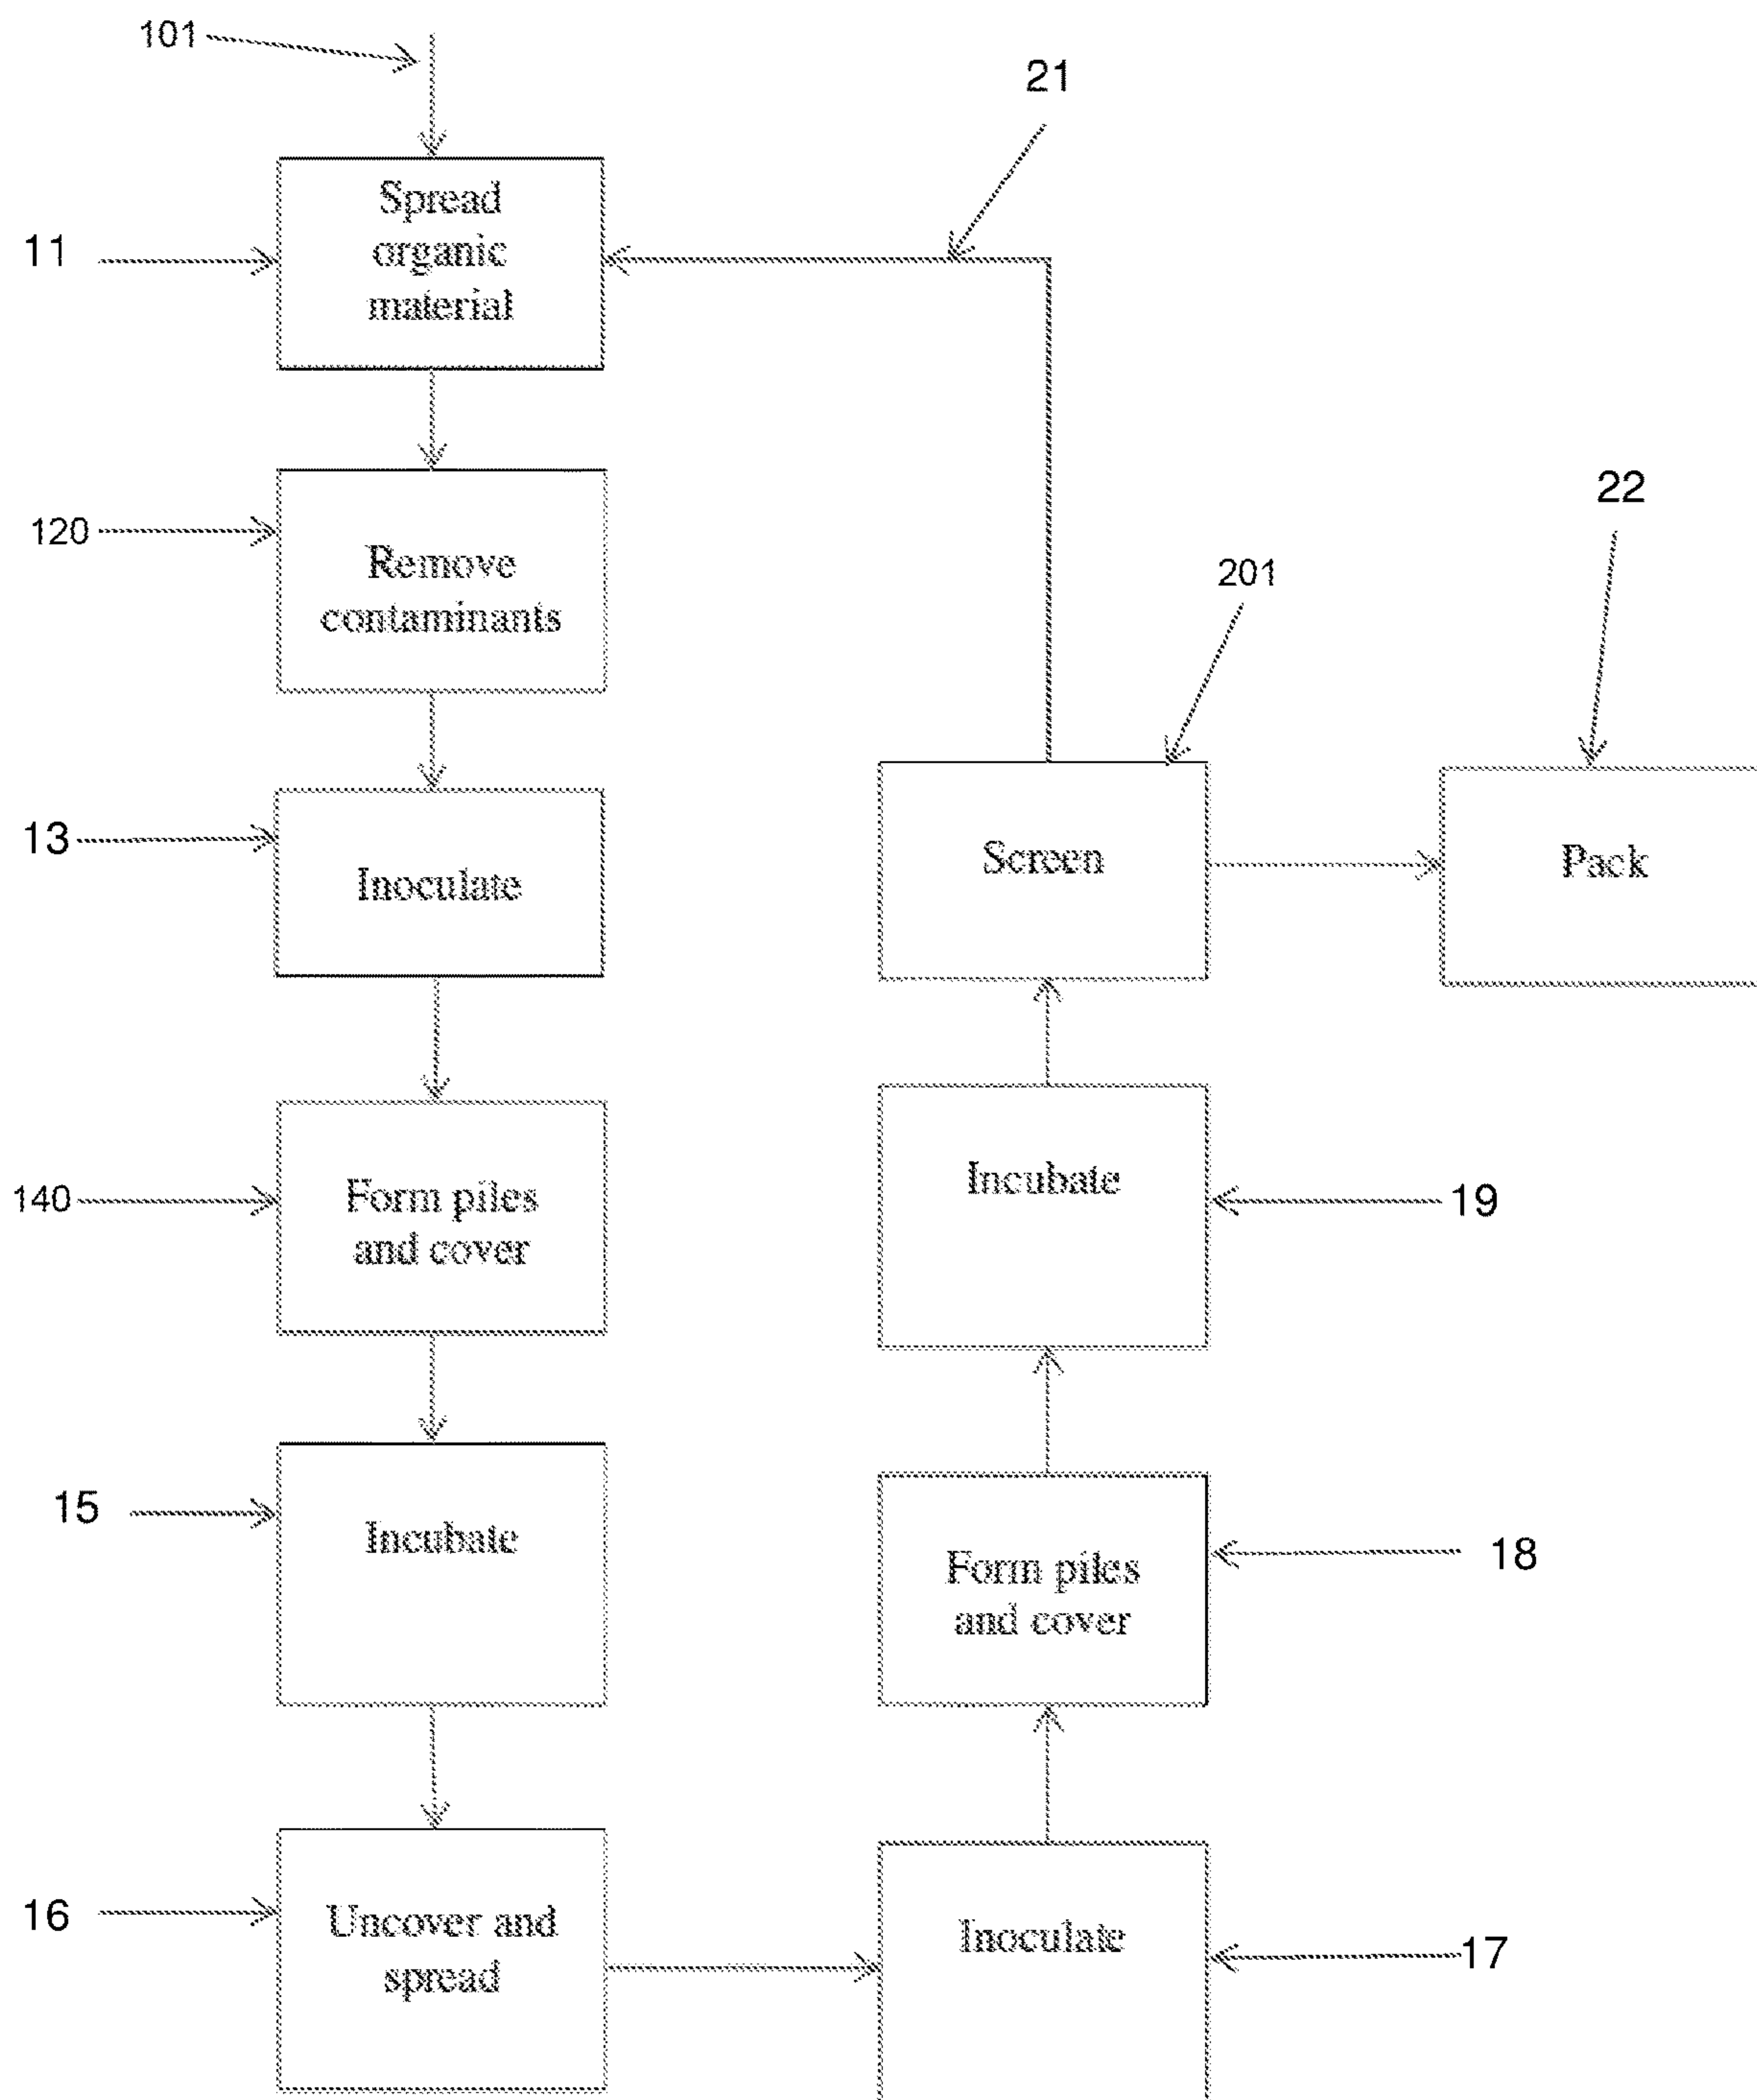 101
21
Spread
organic
material
11
22
120
Remove
contaminants
201
13
Inoculate
Screen
Pack
140
Form piles
and cover
Incubate
19
15
Incubate
Form piles
and cover
18
16
Uncover and
spread
Inoculate
17